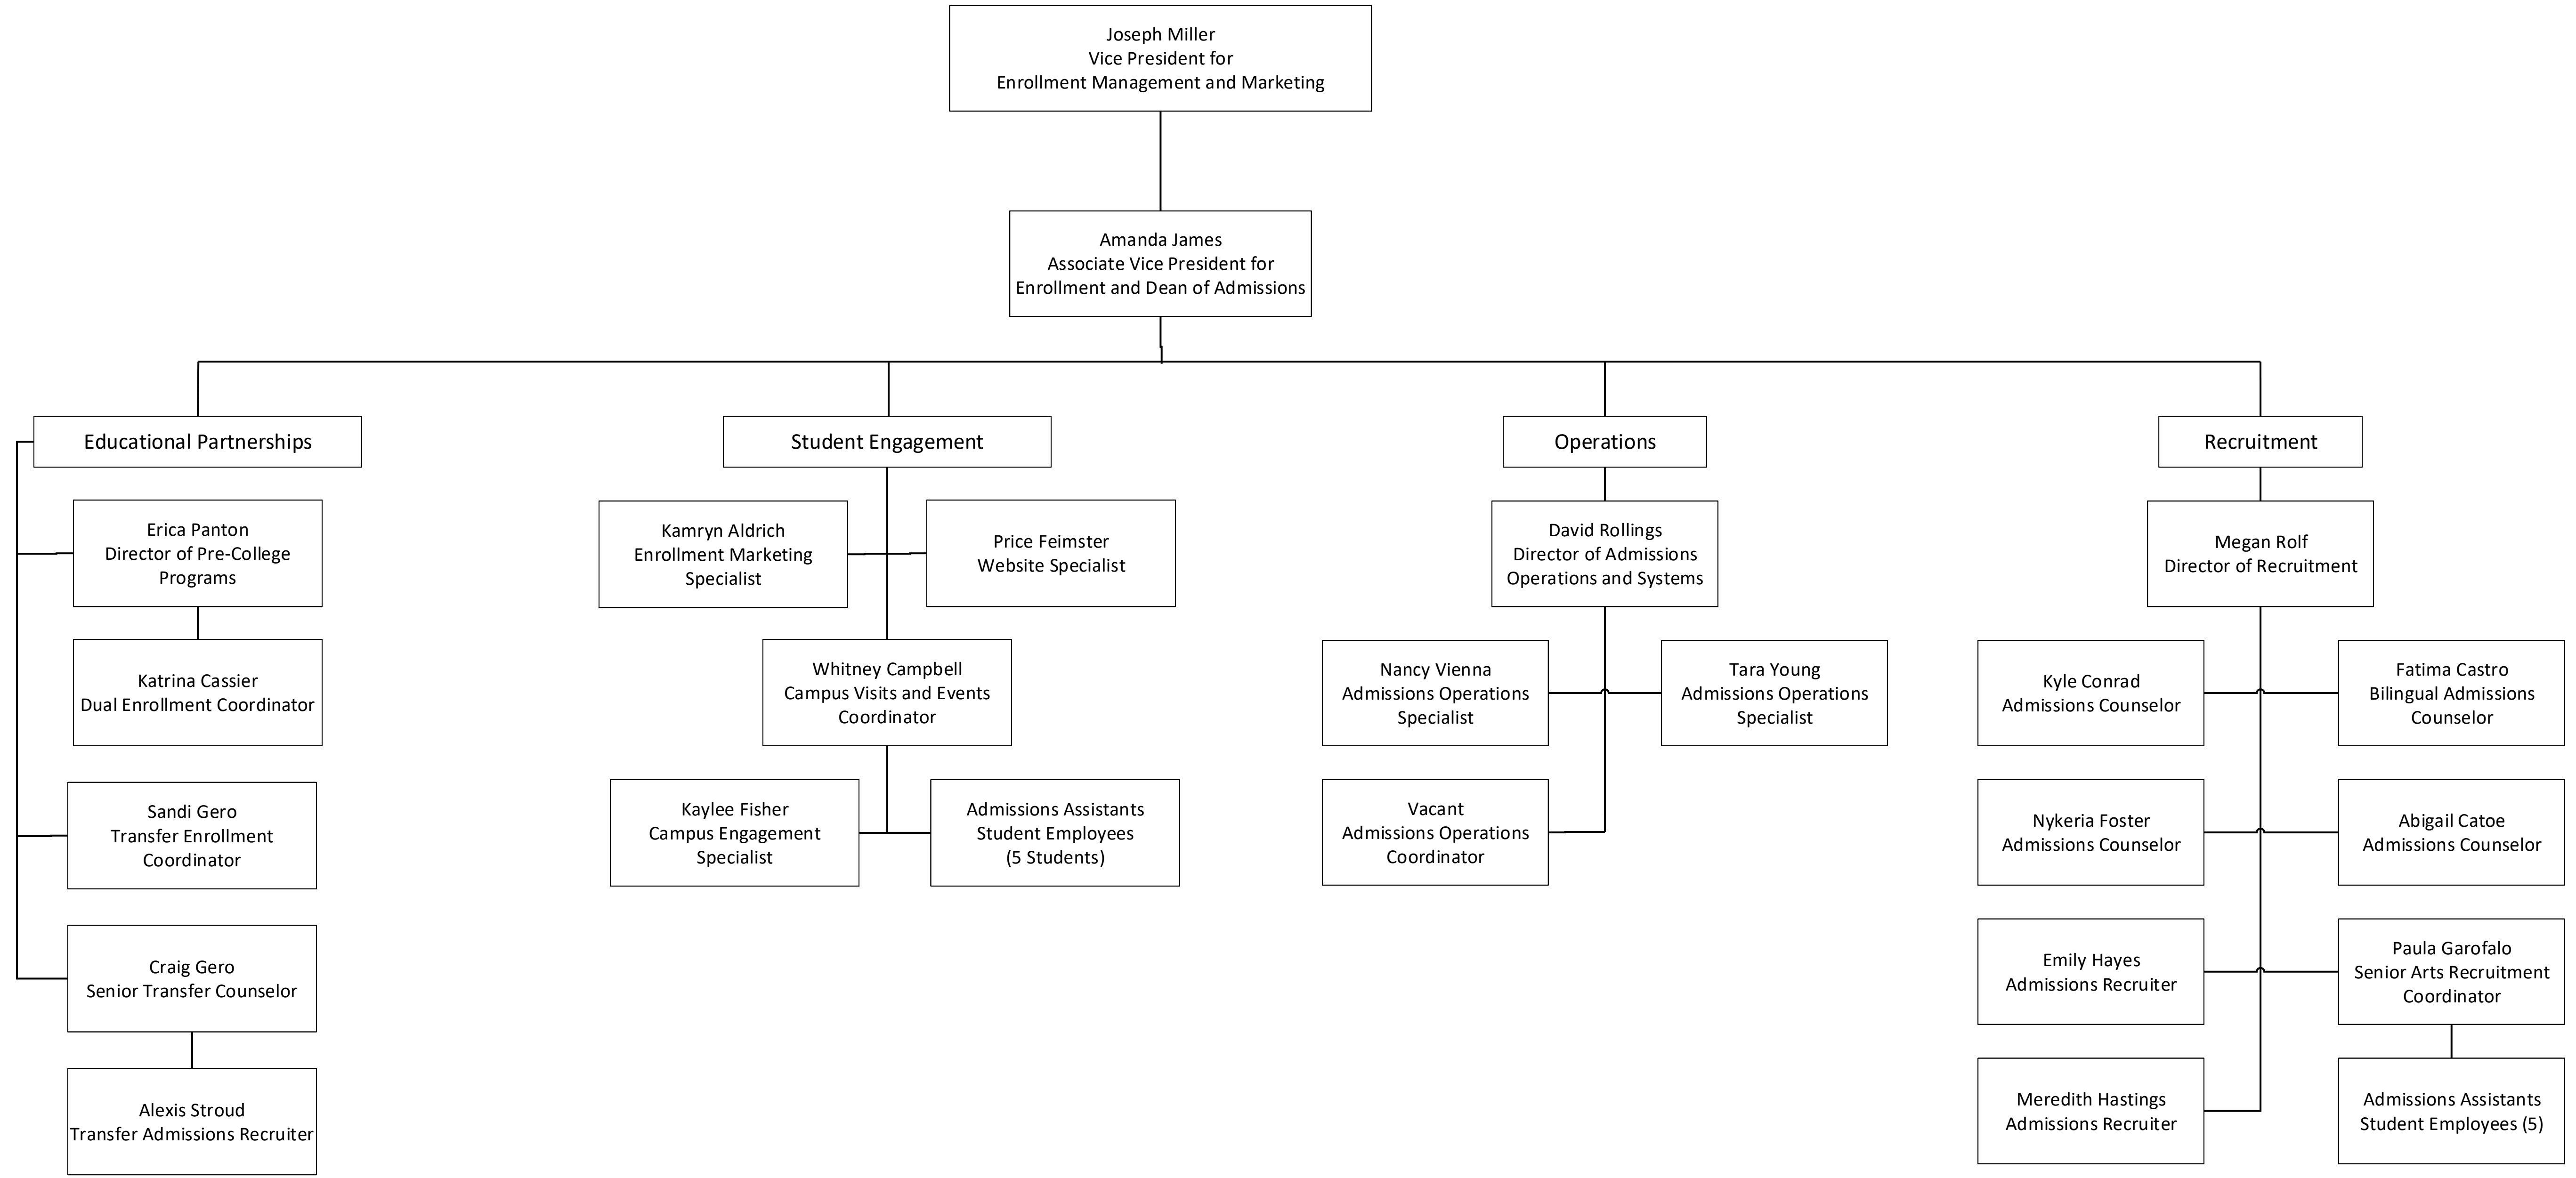 Joseph Miller
Vice President for
Enrollment Management and Marketing
Amanda James
Associate Vice President for
Enrollment and Dean of Admissions
Educational Partnerships
Erica Panton
Director of Pre-College
Programs
Katrina Cassier
Dual Enrollment Coordinator
Sandi Gero
Transfer Enrollment
Coordinator
Craig Gero
Senior Transfer Counselor
Alexis Stroud
Transfer Admissions Recruiter
Student Engagement
Kamryn Aldrich
Enrollment Marketing
Specialist
Price Feimster
Website Specialist
Whitney Campbell
Campus Visits and Events
Coordinator
Kaylee Fisher
Campus Engagement
Specialist
Admissions Assistants
Student Employees
(5 Students)
Operations
David Rollings
Director of Admissions
Operations and Systems
Nancy Vienna
Admissions Operations
Specialist
Tara Young
Admissions Operations
Specialist
Vacant
Admissions Operations
Coordinator
Recruitment
Megan Rolf
Director of Recruitment
Kyle Conrad
Admissions Counselor
Fatima Castro
Bilingual Admissions
Counselor
Nykeria Foster
Admissions Counselor
Abigail Catoe
Admissions Counselor
Emily Hayes
Admissions Recruiter
Paula Garofalo
Senior Arts Recruitment
Coordinator
Meredith Hastings
Admissions Recruiter
Admissions Assistants
Student Employees (5)